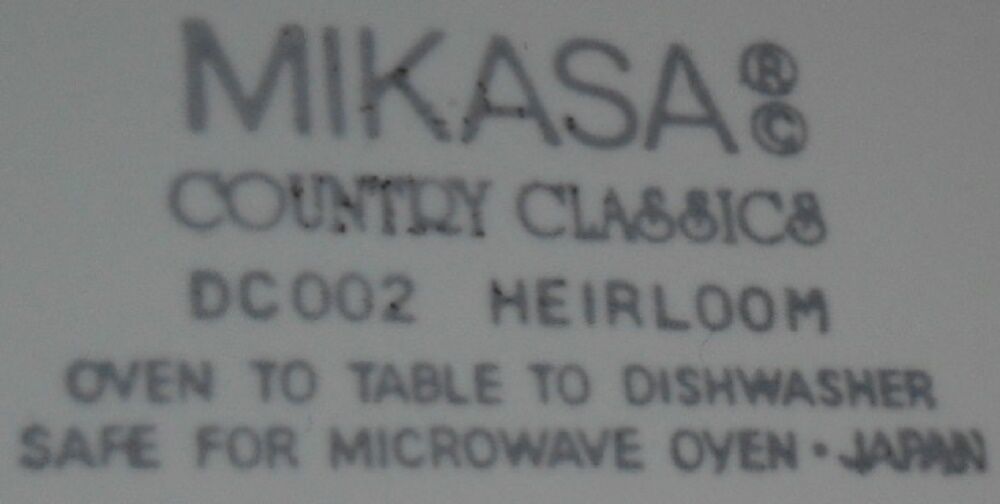 MIKASA®©
COUNTRY CLASSICS
DC002 HEIRLOOM
OVEN TO TABLE TO DISHWASHER
SAFE FOR MICROWAVE OVEN · JAPAN